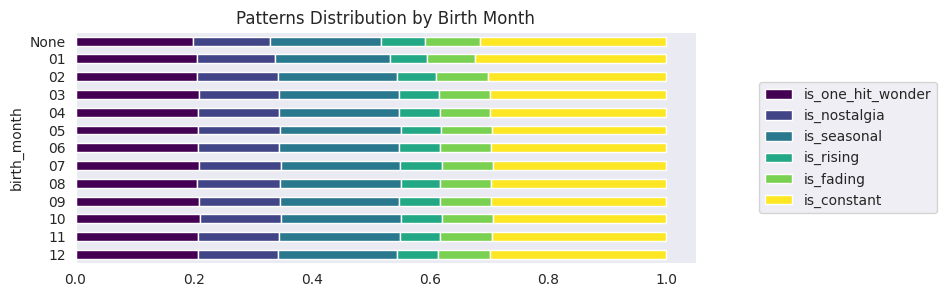 Patterns Distribution by Birth Month
birth_month
None
01
02
03
04
05
06
07
08
09
10
11
12
0.0 0.2 0.4 0.6 0.8 1.0
is_one_hit_wonder
is_nostalgia
is_seasonal
is_rising
is_fading
is_constant